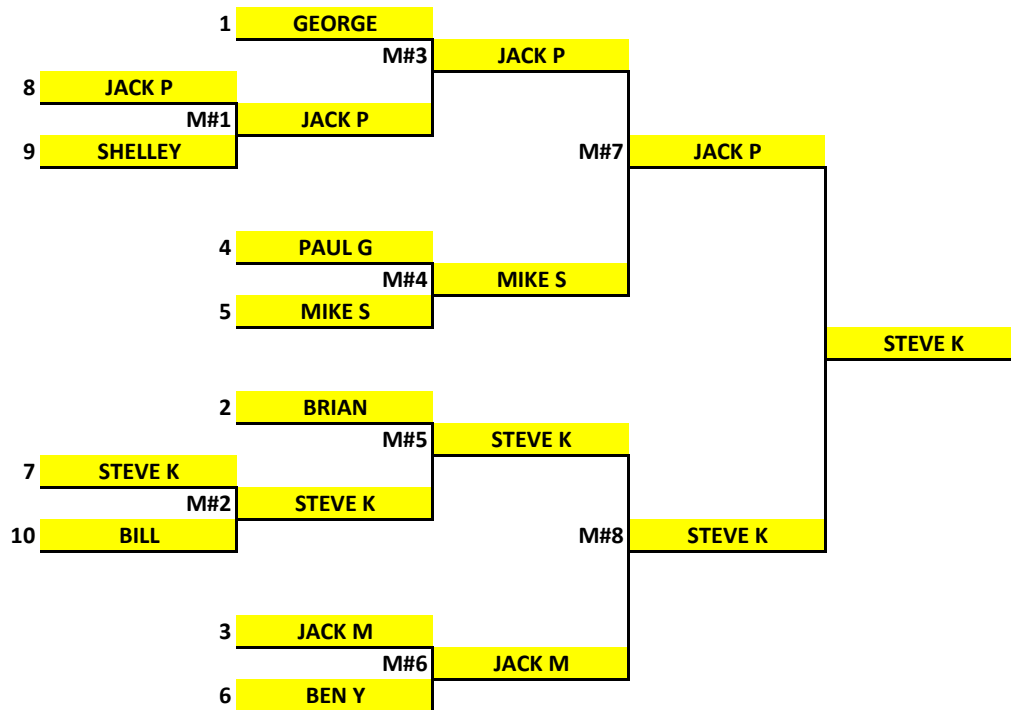 1 GEORGE
M#3 JACK P
8 JACK P
M#1 JACK P
9 SHELLEY M#7 JACK P
4 PAUL G
M#4 MIKE S
5 MIKE S
STEVE K
2 BRIAN
M#5 STEVE K
7 STEVE K
M#2 STEVE K
10 BILL M#8 STEVE K
3 JACK M
M#6 JACK M
6 BEN Y